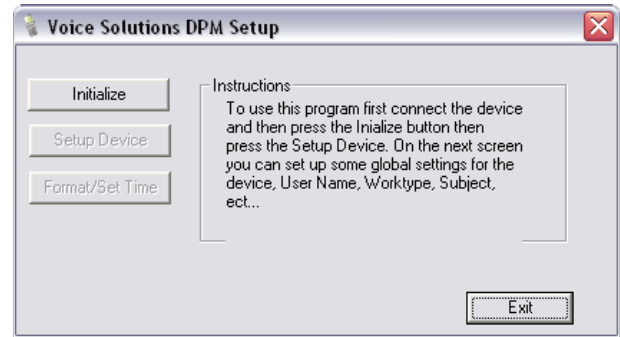 Voice Solutions DPM Setup
Initialize
Setup Device
Format/Set Time
Instructions
To use this program first connect the device
and then press the Inialize button then
press the Setup Device. On the next screen
you can set up some global settings for the
device, User Name, Worktype, Subject,
ect...
Exit